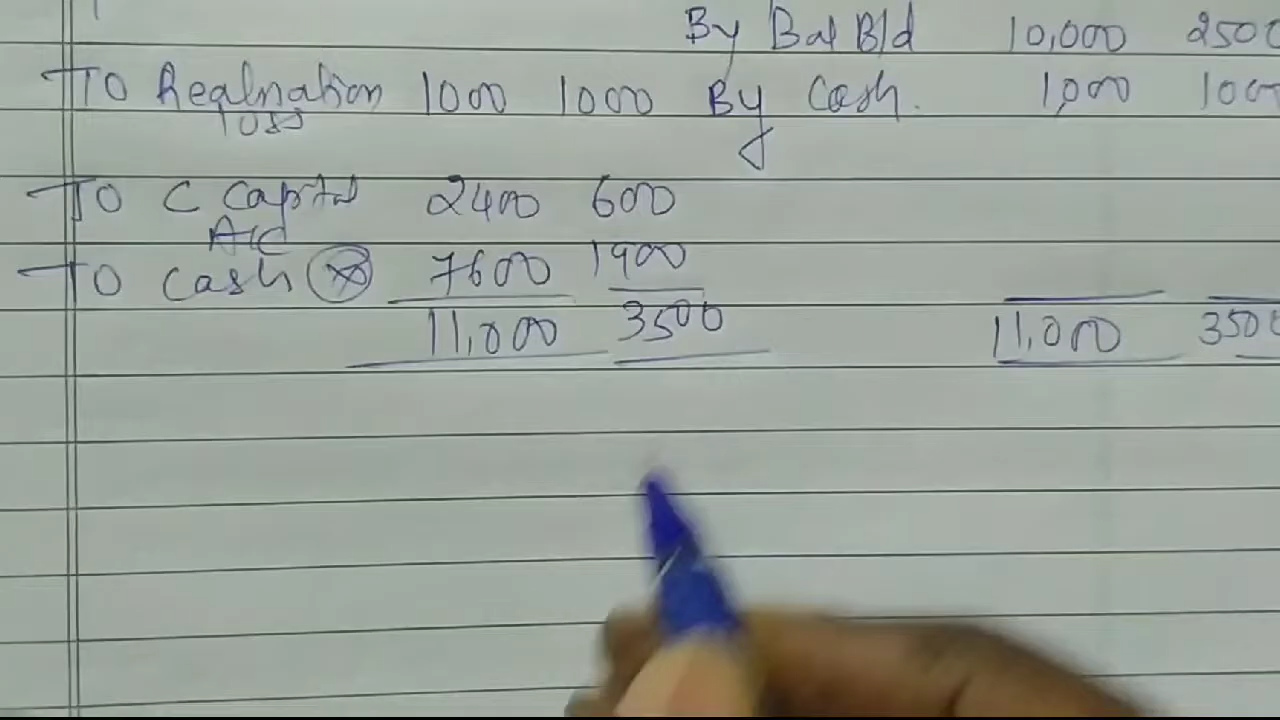 By Bal B/d 10,000 250
To Realisation 1000 1000 By Cash. 1,000 100
loss
To C Capital 2400 600
A/c
To Cash 7600 1900
11,000 3500 11,000 350